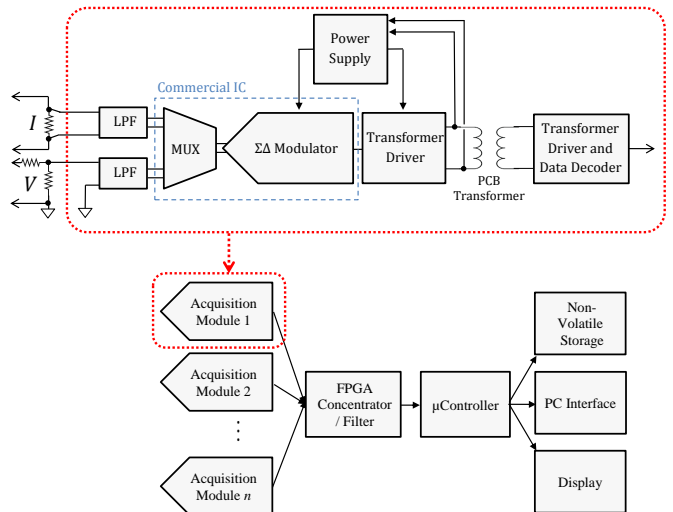 Power
Supply
Commercial IC
I
LPF
MUX
ΣΔ Modulator
Transformer
Driver
Transformer
Driver and
Data Decoder
V
LPF
PCB
Transformer
Acquisition
Module 1
Acquisition
Module 2
⋮
Acquisition
Module n
FPGA
Concentrator
/ Filter
μController
Non-
Volatile
Storage
PC Interface
Display